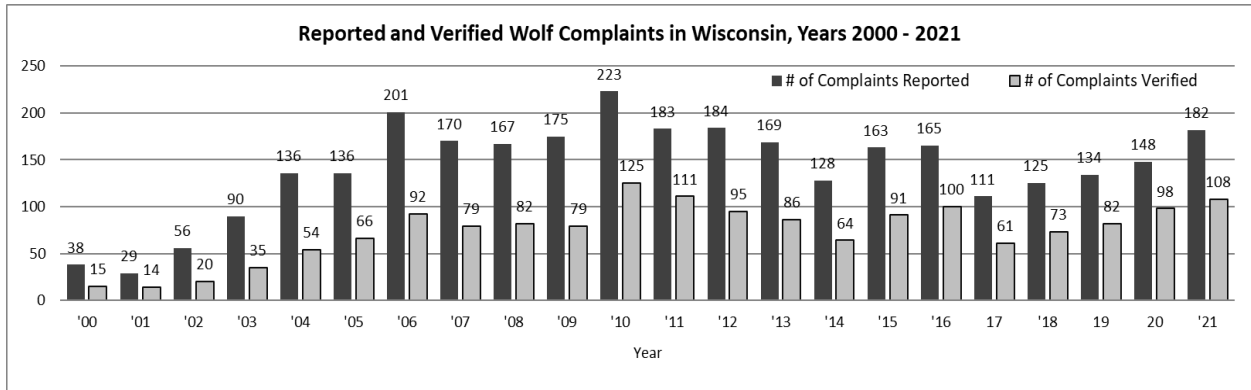 Reported and Verified Wolf Complaints in Wisconsin, Years 2000 - 2021
# of Complaints Reported # of Complaints Verified
250
200
150
100
50
0
38 15 29 14 56 20 90 35 136 54 136 66 201 92 170 79 167 82 175 79 223 125 183 111 184 95 169 86 128 64 163 91 165 100 111 61 125 73 134 82 148 98 182 108
'00 '01 '02 '03 '04 '05 '06 '07 '08 '09 '10 '11 '12 '13 '14 '15 '16 17 '18 19 20 '21
Year